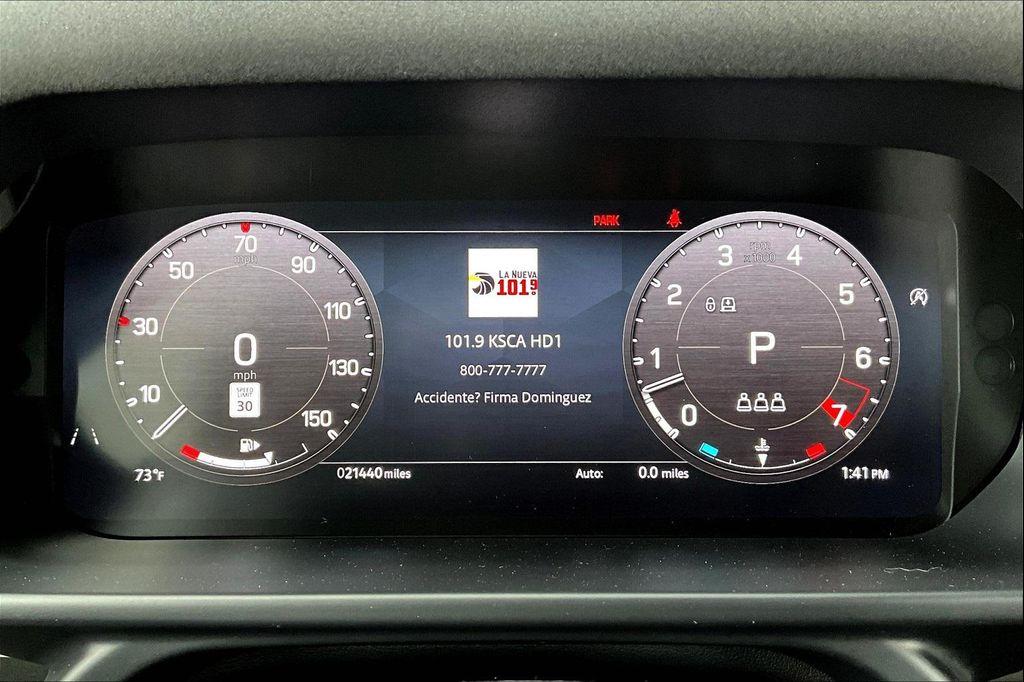 PARK
70
mph
50
90
30
110
0
mph
130
10
SPEED
LIMIT
30
150
LA NUEVA
101.9
101.9 KSCA HD1
800-777-7777
Accidente? Firma Dominguez
3
rpm
x1000
4
2
5
1
P
6
0
7
73°F
021440 miles
Auto:
0.0 miles
1:41 PM